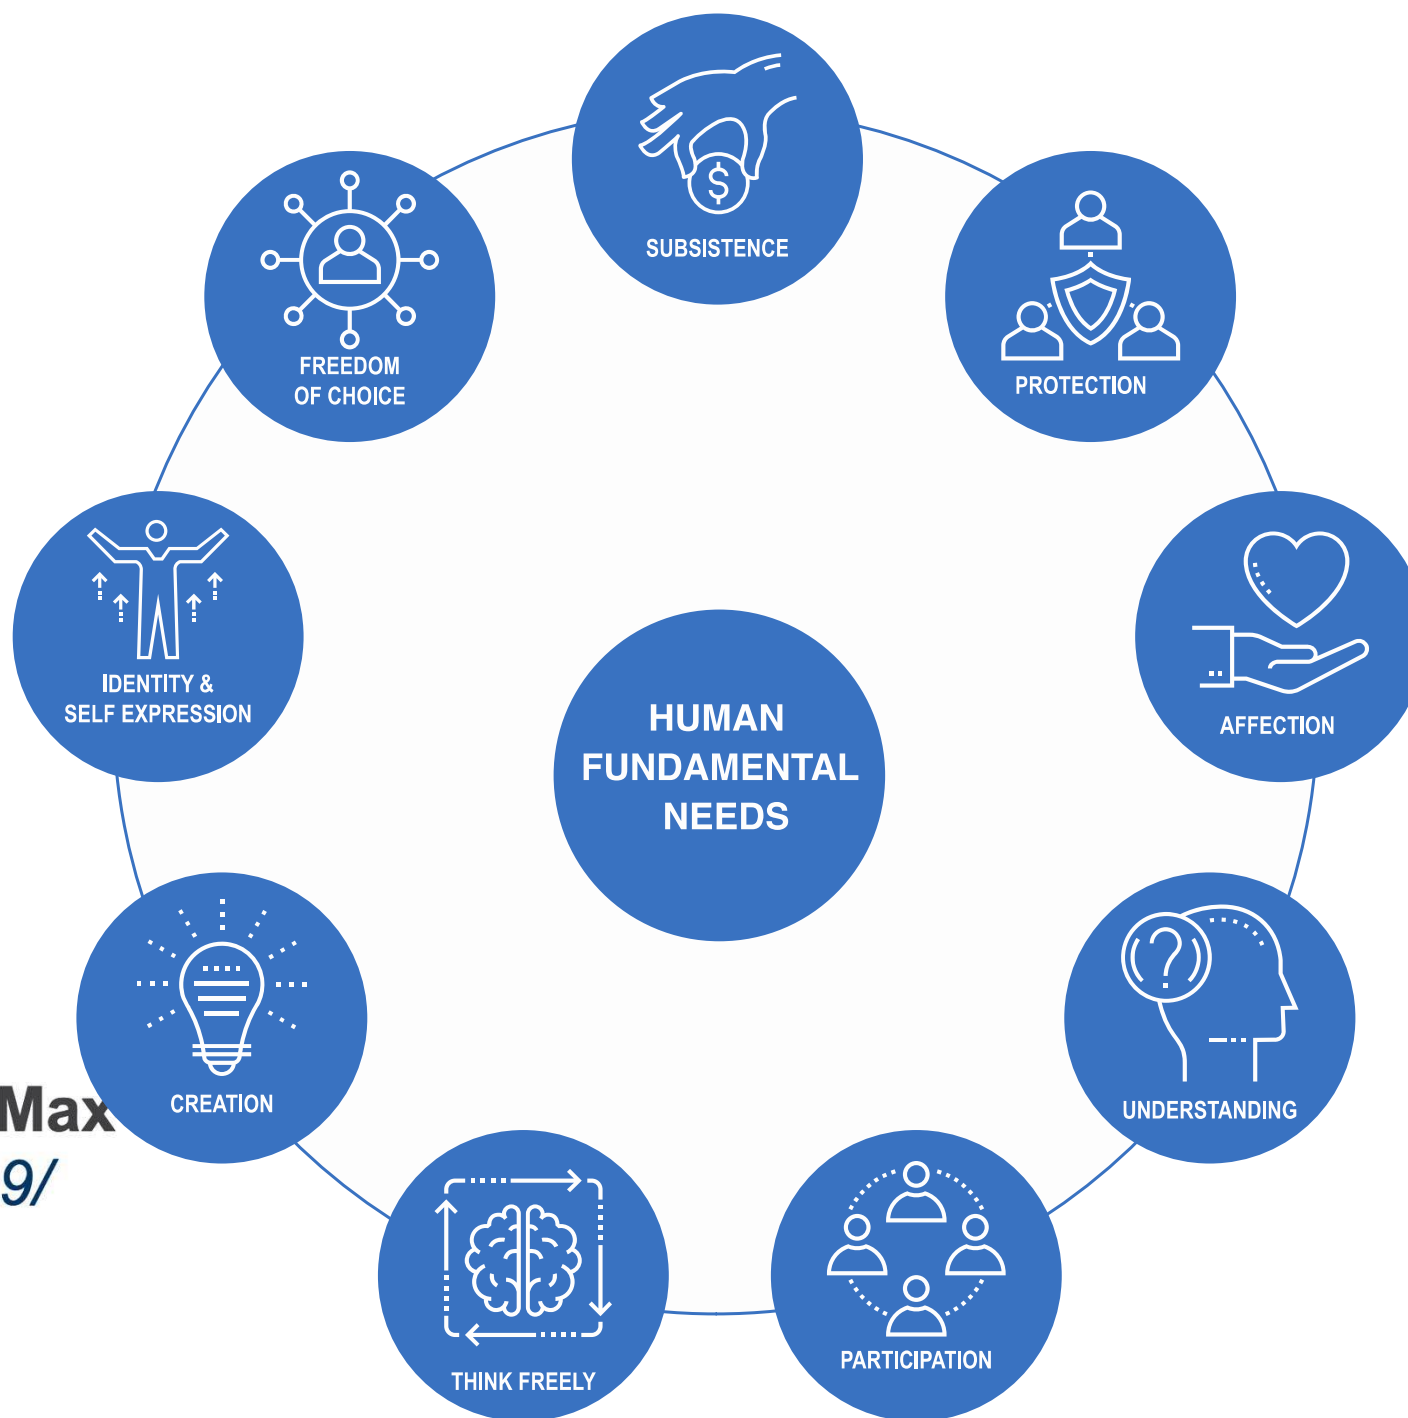 $
SUBSISTENCE
FREEDOM
OF CHOICE
PROTECTION
IDENTITY &
SELF EXPRESSION
AFFECTION
HUMAN
FUNDAMENTAL
NEEDS
?
CREATION
UNDERSTANDING
Max
9/
PARTICIPATION
THINK FREELY